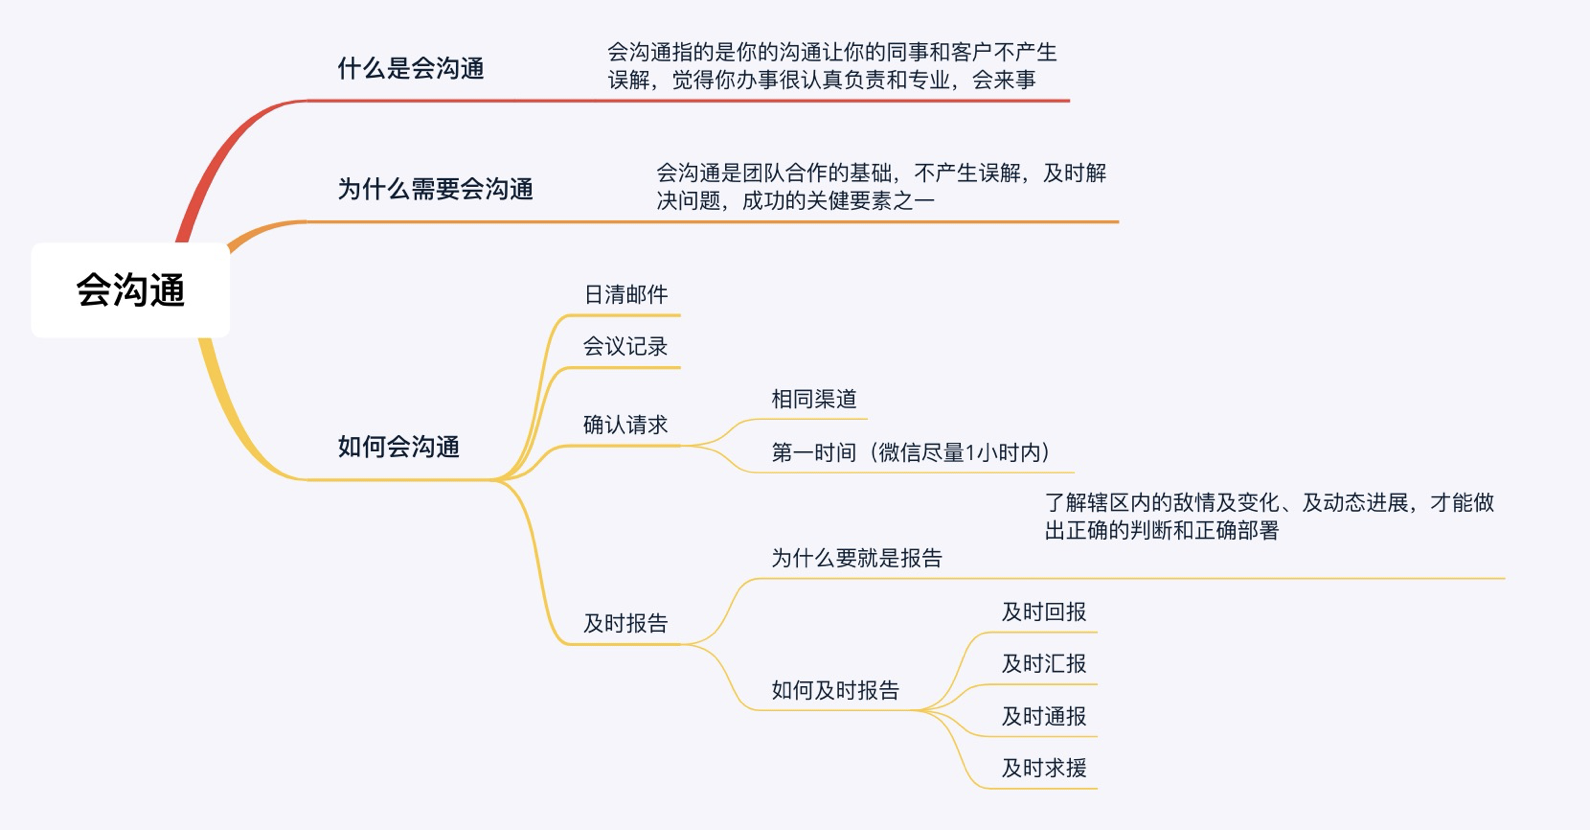 会沟通
什么是会沟通
会沟通指的是你的沟通让你的同事和客户不产生
误解，觉得你办事很认真负责和专业，会来事
为什么需要会沟通
会沟通是团队合作的基础，不产生误解，及时解
决问题，成功的关健要素之一
如何会沟通
日清邮件
会议记录
确认请求
相同渠道
第一时间（微信尽量1小时内）
及时报告
为什么要就是报告
了解辖区内的敌情及变化、及动态进展，才能做
出正确的判断和正确部署
如何及时报告
及时回报
及时汇报
及时通报
及时求援